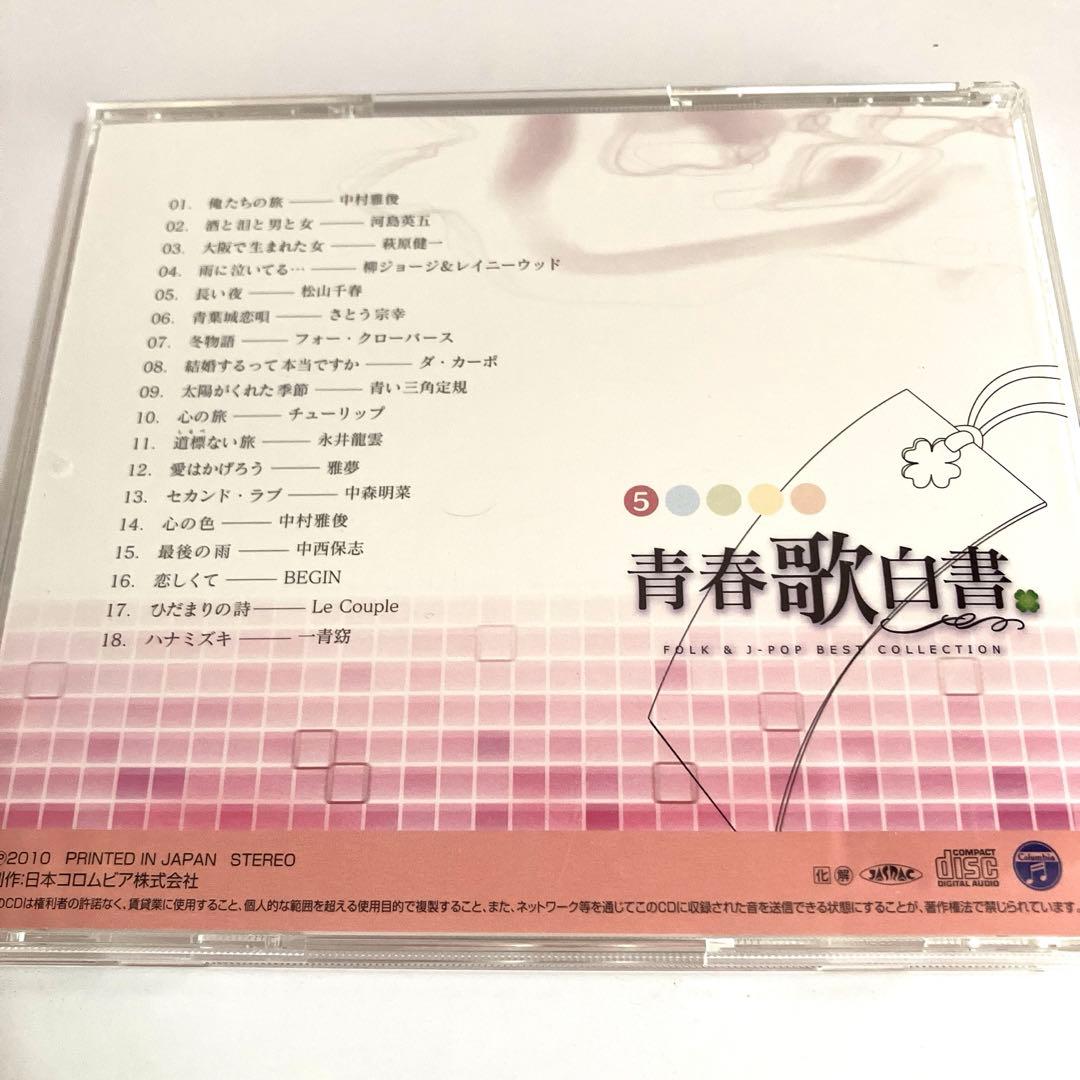 01. 俺たちの旅 ――― 中村雅俊
02. 酒と泪と男と女 ――― 河島英五
03. 大阪で生まれた女 ――― 萩原健一
04. 雨に泣いてる… ――― 柳ジョージ&レイニーウッド
05. 長い夜 ――― 松山千春
06. 青葉城恋唄 ――― さとう宗幸
07. 冬物語 ――― フォー・クローバース
08. 結婚するって本当ですか ――― ダ・カーポ
09. 太陽がくれた季節 ――― 青い三角定規
10. 心の旅 ――― チューリップ
しるべ
11. 道標ない旅 ――― 永井龍雲
12. 愛はかげろう ――― 雅夢
13. セカンド・ラブ ――― 中森明菜
14. 心の色 ――― 中村雅俊
15. 最後の雨 ――― 中西保志
16. 恋しくて ――― BEGIN
17. ひだまりの詩 ――― Le Couple
18. ハナミズキ ――― 一青窈
5
青春歌白書
FOLK & J-POP BEST COLLECTION
℗2010 PRINTED IN JAPAN STEREO
制作:日本コロムビア株式会社
化 解 JASRAC COMPACT disc DIGITAL AUDIO Columbia
のCDは権利者の許諾なく、賃貸業に使用すること、個人的な範囲を超える使用目的で複製すること、また、ネットワーク等を通じてこのCDに収録された音を送信できる状態にすることが、著作権法で禁じられています。